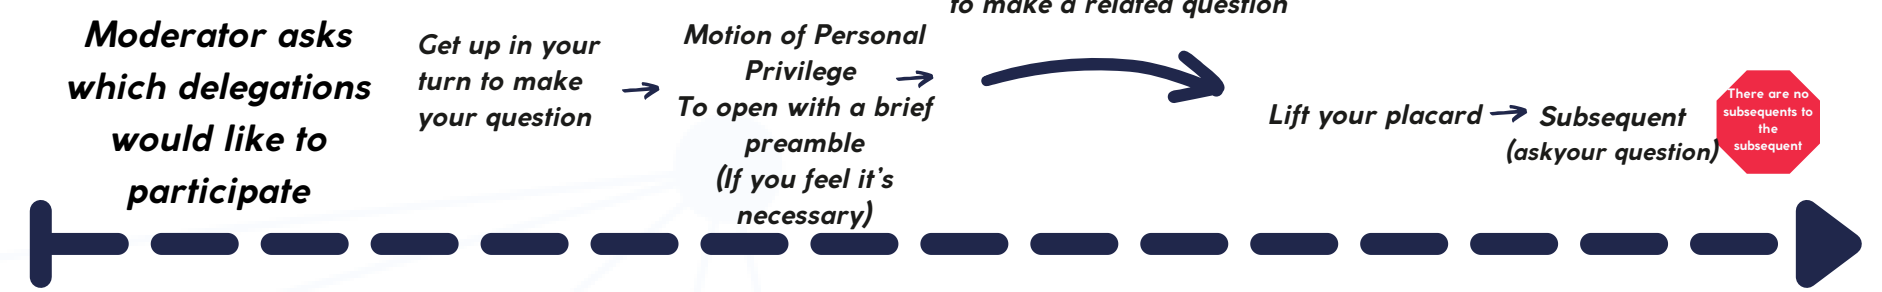 Moderator asks
which delegations
would like to
participate
Get up in your
turn to make
your question
Motion of Personal
Privilege
To open with a brief
preamble
(If you feel it's
necessary)
to make a related question
Lift your placard
Subsequent
(askyour question)
There are no
subsequents to
the
subsequent